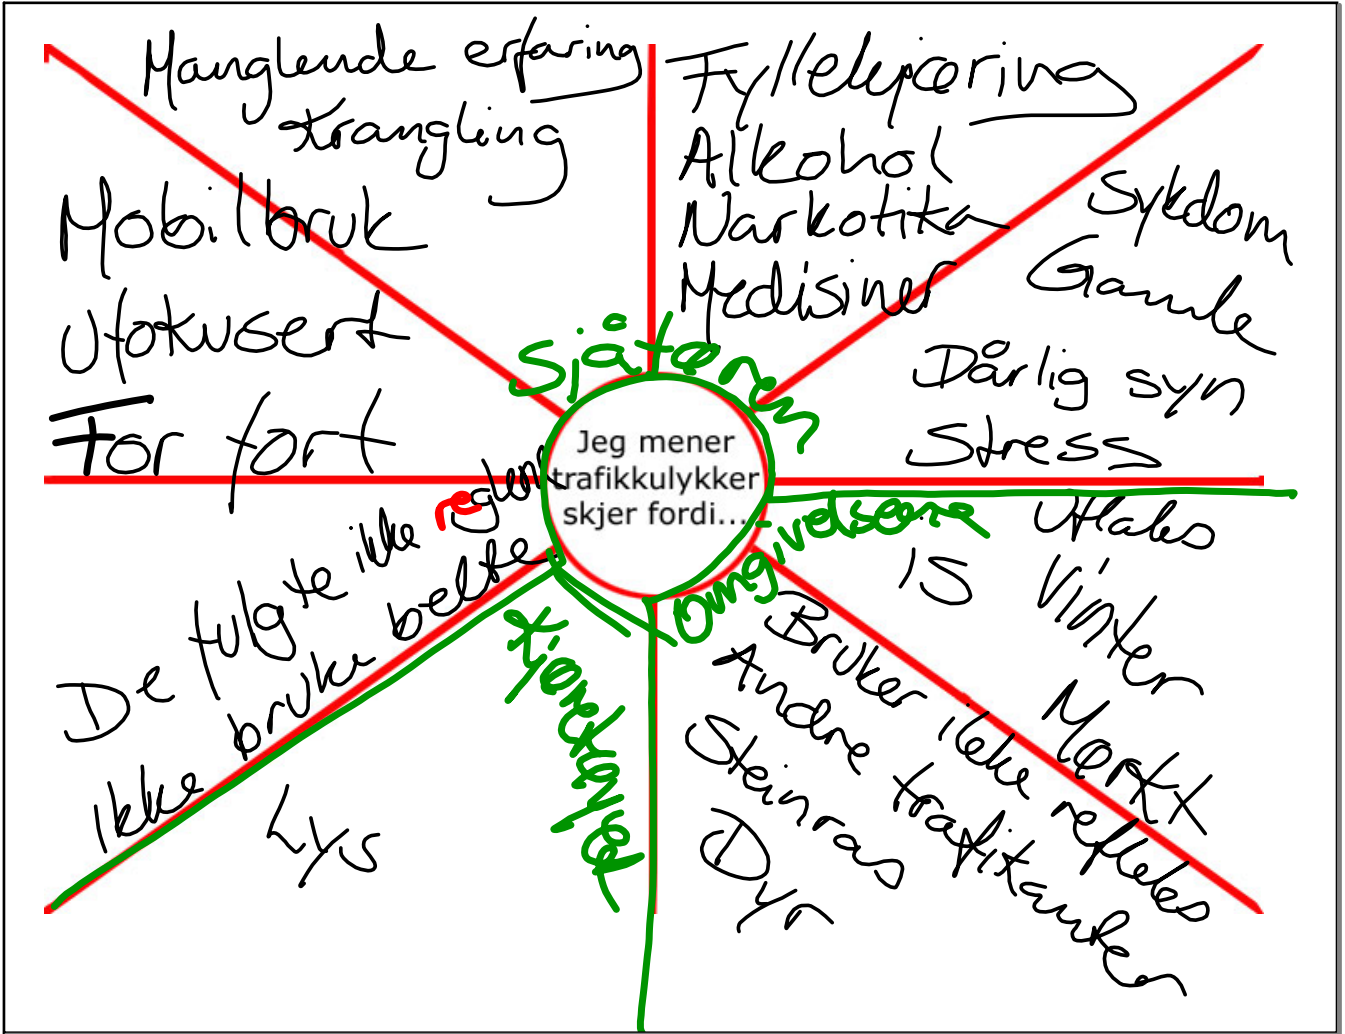 Manglende erfaring
Krangling
Fyllekjøring
Alkohol
Narkotika
Medisiner
Sykdom
Gamle
Dårlig syn
Stress
Mobilbruk
Ufokusert
For fort
Sjåføren
Jeg mener
trafikkulykker
skjer fordi...
De fulgte ikke reglene
Ikke bruke belte
Lys
Kjøretøyet
Omgivelsene
Uflaks
IS
Vinter
Mørkt
Bruker ikke refleks
Andre trafikanter
Steinras
Dyr